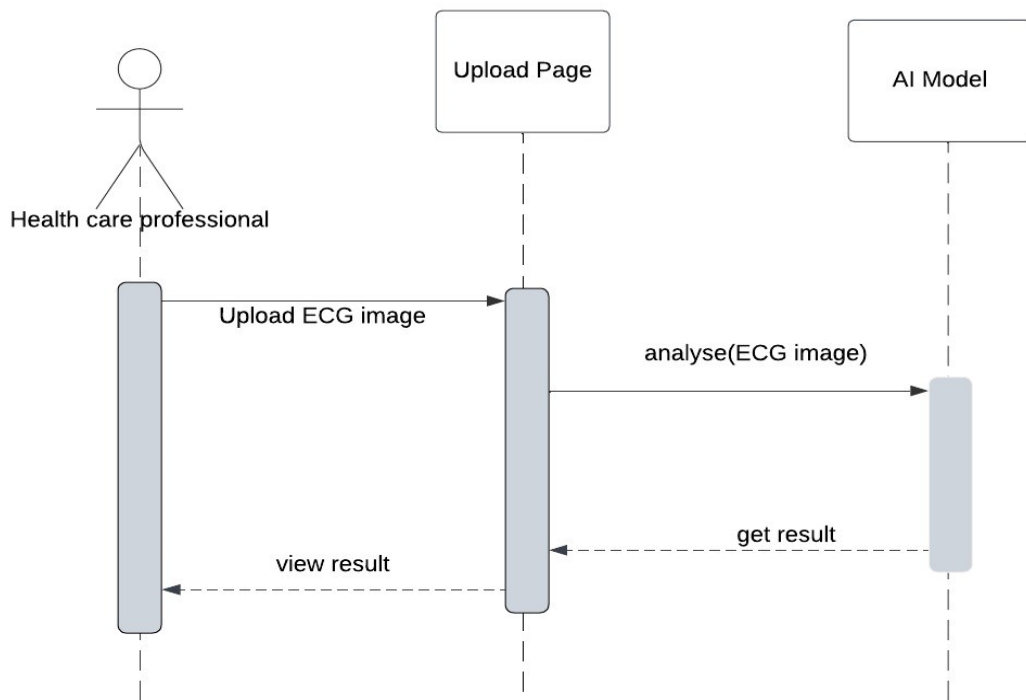 Upload Page
AI Model
Health care professional
Upload ECG image
analyse(ECG image)
get result
view result